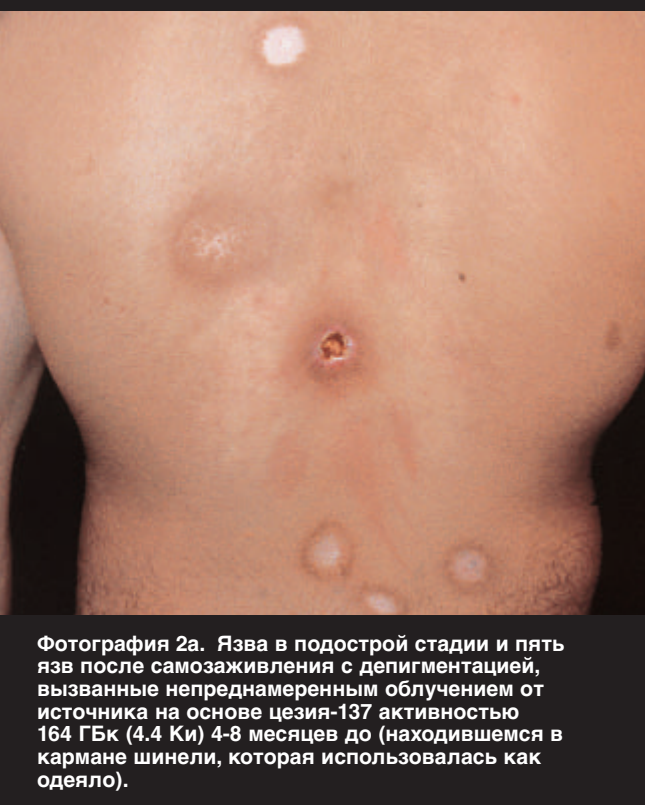 Фотография 2а. Язва в подострой стадии и пять
язв после самозаживления с депигментацией,
вызванные непреднамеренным облучением от
источника на основе цезия-137 активностью
164 ГБк (4.4 Ки) 4-8 месяцев до (находившемся в
кармане шинели, которая использовалась как
одеяло).